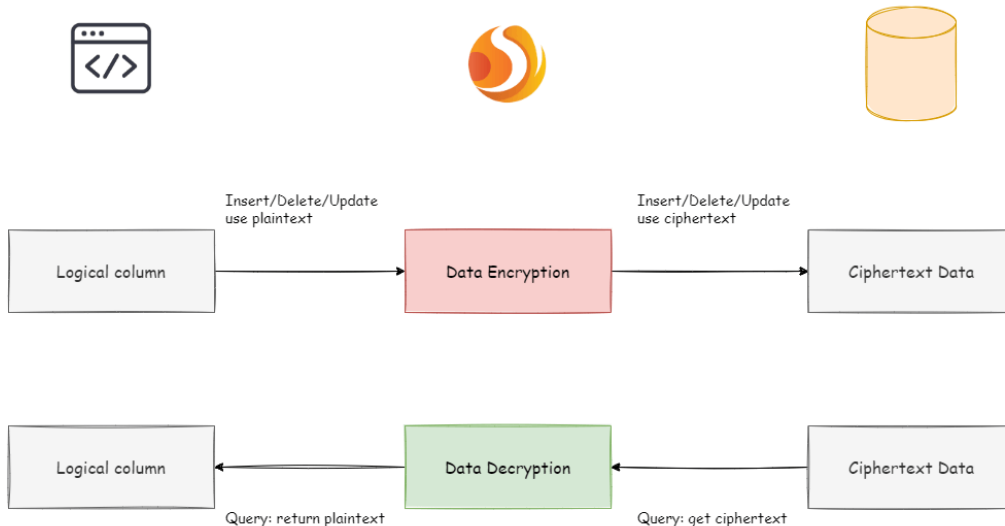 </>
Insert/Delete/Update
use plaintext
Insert/Delete/Update
use ciphertext
Logical column
Data Encryption
Ciphertext Data
Logical column
Data Decryption
Ciphertext Data
Query: return plaintext
Query: get ciphertext